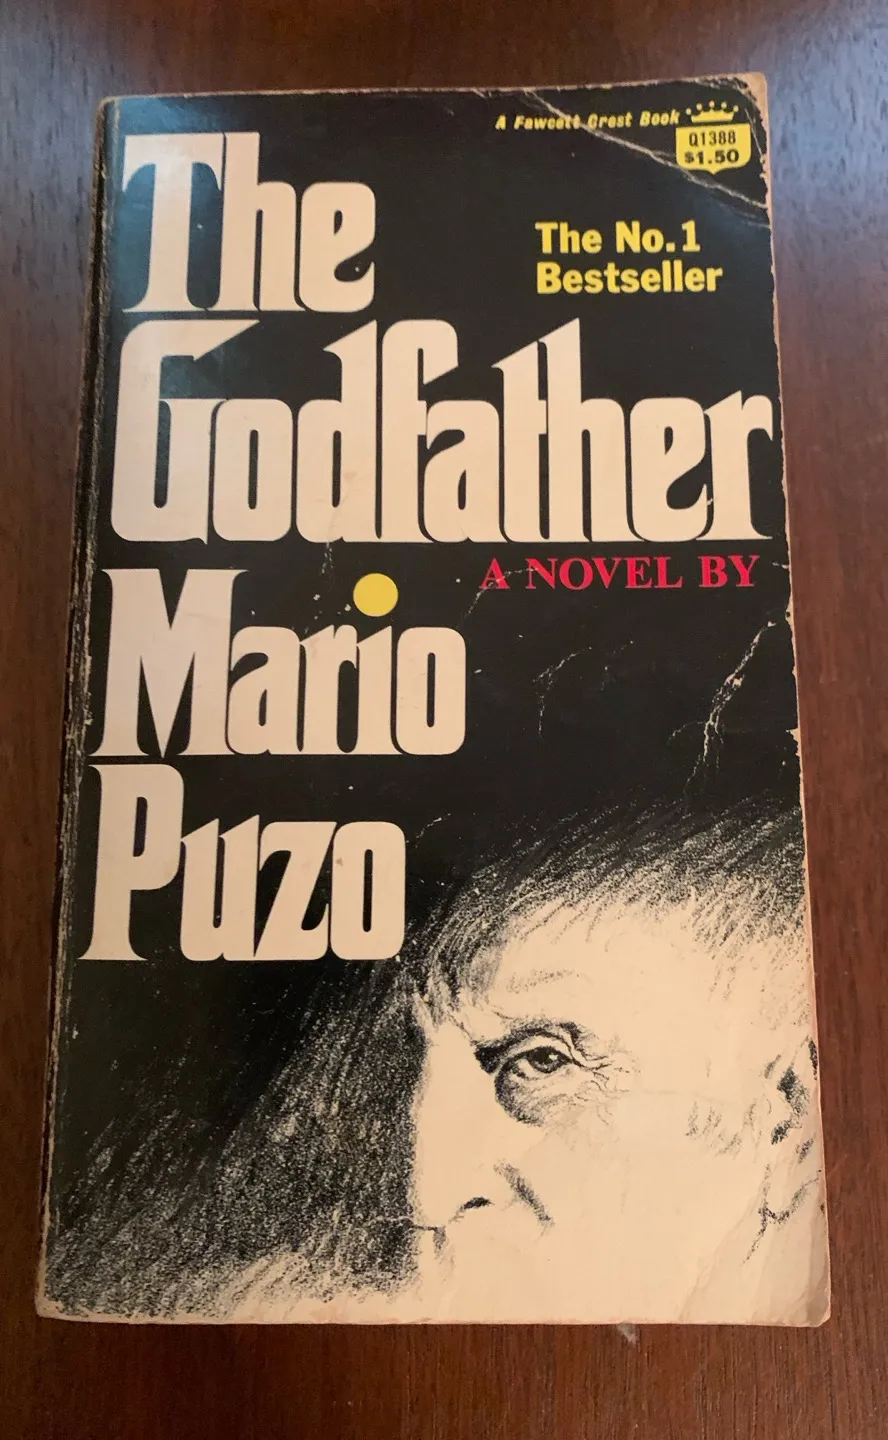 A Fawcett Crest Book
Q1388
$1.50
The
The No.1
Bestseller
Godfather
A NOVEL BY
Mario
Puzo